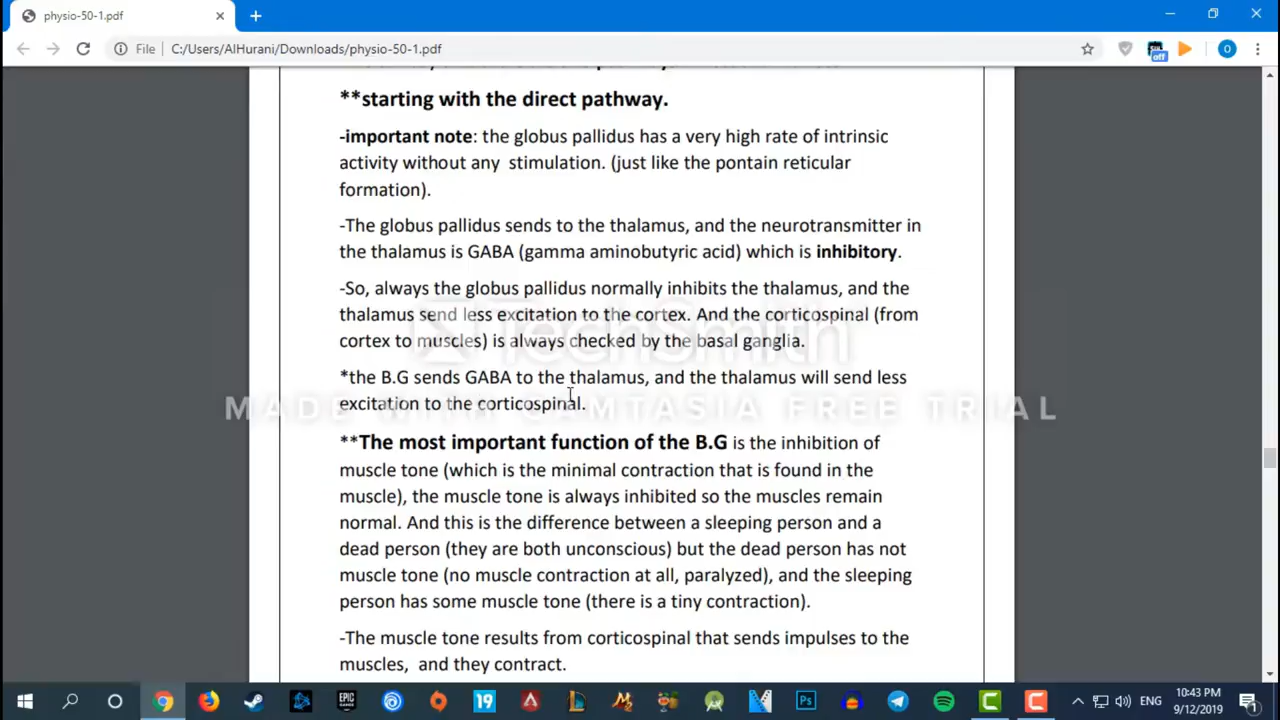 physio-50-1.pdf
File
C:/Users/AlHurani/Downloads/physio-50-1.pdf
off
O
**starting with the direct pathway.
-important note: the globus pallidus has a very high rate of intrinsic
activity without any stimulation. (just like the pontain reticular
formation).
-The globus pallidus sends to the thalamus, and the neurotransmitter in
the thalamus is GABA (gamma aminobutyric acid) which is inhibitory.
-So, always the globus pallidus normally inhibits the thalamus, and the
thalamus send less excitation to the cortex. And the corticospinal (from
cortex to muscles) is always checked by the basal ganglia.
TechSmith
*the B.G sends GABA to the thalamus, and the thalamus will send less
excitation to the corticospinal.
MADE WITH CAMTASIA FREE TRIAL
**The most important function of the B.G is the inhibition of
muscle tone (which is the minimal contraction that is found in the
muscle), the muscle tone is always inhibited so the muscles remain
normal. And this is the difference between a sleeping person and a
dead person (they are both unconscious) but the dead person has not
muscle tone (no muscle contraction at all, paralyzed), and the sleeping
person has some muscle tone (there is a tiny contraction).
-The muscle tone results from corticospinal that sends impulses to the
muscles, and they contract.
EPIC
GAMES
19
Ps
ENG
10:43 PM
9/12/2019
1